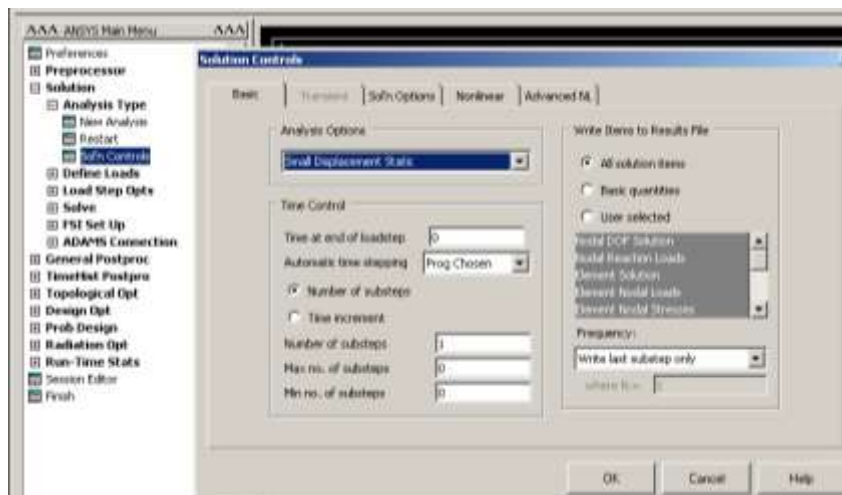 ANSYS Main Menu
Preferences
Preprocessor
Solution
Analysis Type
New Analysis
Restart
Sol'n Controls
Define Loads
Load Step Opts
Solve
FSI Set Up
ADAMS Connection
General Postproc
TimeHist Postpro
Topological Opt
Design Opt
Prob Design
Radiation Opt
Run-Time Stats
Session Editor
Finish
Solution Controls
Basic
Transient
Sol'n Options
Nonlinear
Advanced NL
Analysis Options
Small Displacement Static
Time Control
Time at end of loadstep
0
Automatic time stepping
Prog Chosen
Number of substeps
Time increment
Number of substeps
1
Max no. of substeps
0
Min no. of substeps
0
Write Items to Results File
All solution items
Basic quantities
User selected
Nodal DOF Solution
Nodal Reaction Loads
Element Solution
Element Nodal Loads
Element Nodal Stresses
Frequency:
Write last substep only
where N =
OK
Cancel
Help